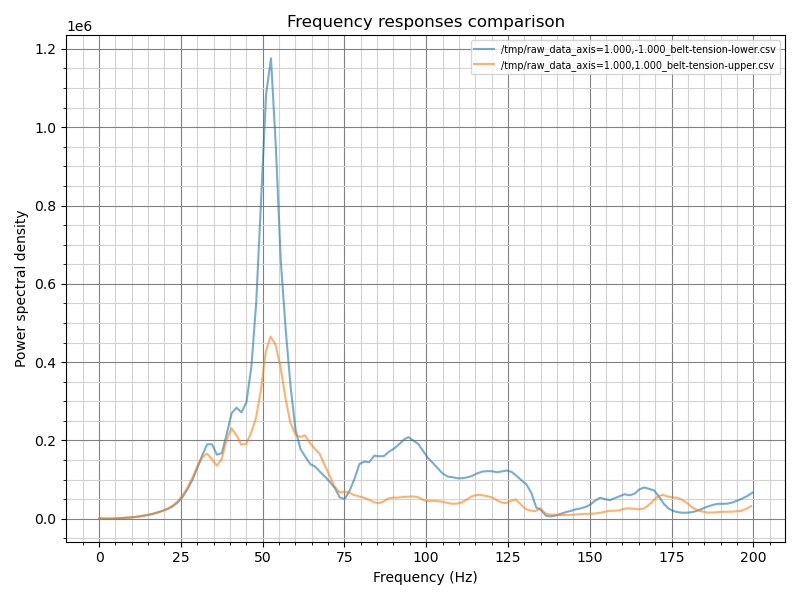 Frequency responses comparison
1e6
/tmp/raw_data_axis=1.000,-1.000_belt-tension-lower.csv
/tmp/raw_data_axis=1.000,1.000_belt-tension-upper.csv
1.2
1.0
0.8
0.6
0.4
0.2
0.0
Power spectral density
0 25 50 75 100 125 150 175 200
Frequency (Hz)